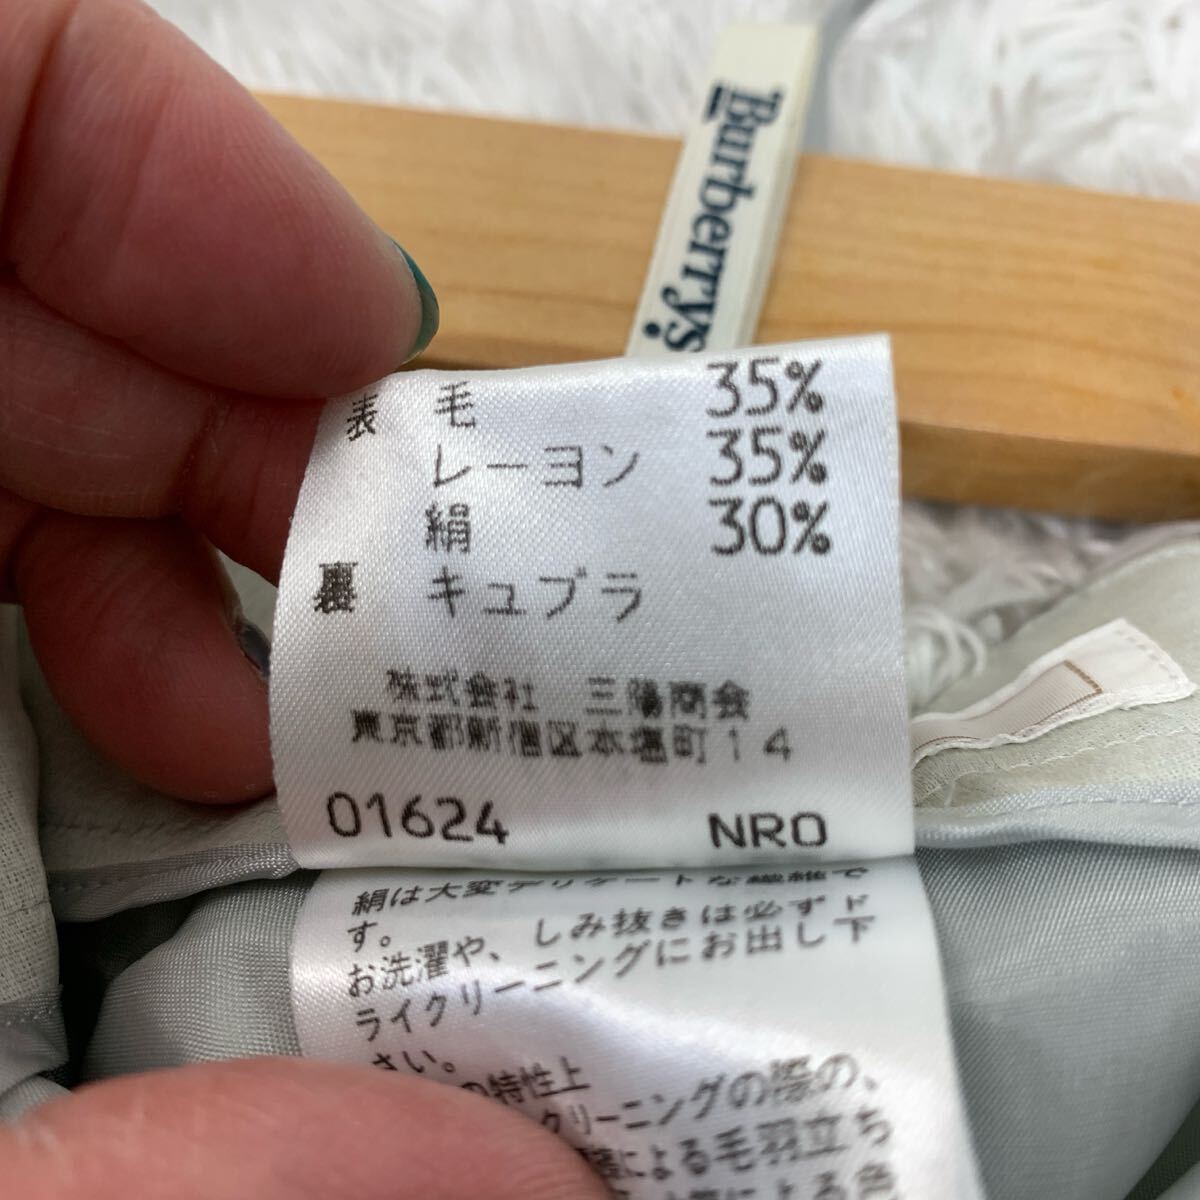 Burberrys
表 毛 35%
レーヨン 35%
絹 30%
裏 キュプラ
株式会社 三陽商会
東京都新宿区本塩町14
01624 NRO
絹は大変デリケートな繊維で
す。
お洗濯や、しみ抜きは必ずド
ライクリーニングにお出し下
さい。
の特性上
クリーニングの際の、
による毛羽立ち
による